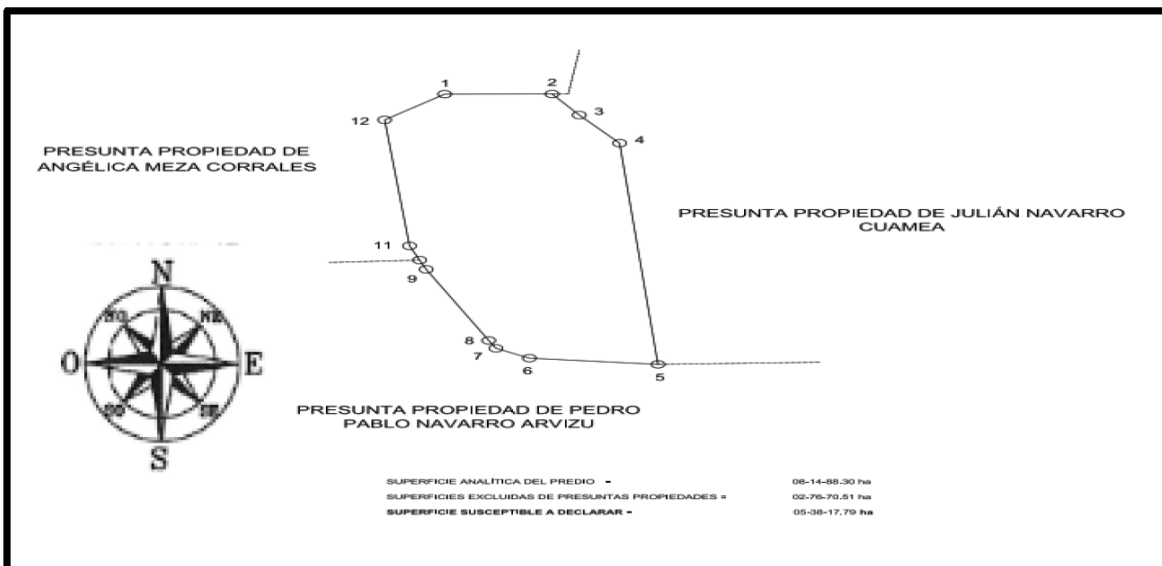 1
2
3
4
12
PRESUNTA PROPIEDAD DE
ANGÉLICA MEZA CORRALES
PRESUNTA PROPIEDAD DE JULIÁN NAVARRO
CUAMEA
11
9
N
NO NE
O E
SO SE
S
8
7
6
5
PRESUNTA PROPIEDAD DE PEDRO
PABLO NAVARRO ARVIZU
SUPERFICIE ANALÍTICA DEL PREDIO = 08-14-88.30 ha
SUPERFICIES EXCLUIDAS DE PRESUNTAS PROPIEDADES = 02-76-70.51 ha
SUPERFICIE SUSCEPTIBLE A DECLARAR = 05-38-17.79 ha